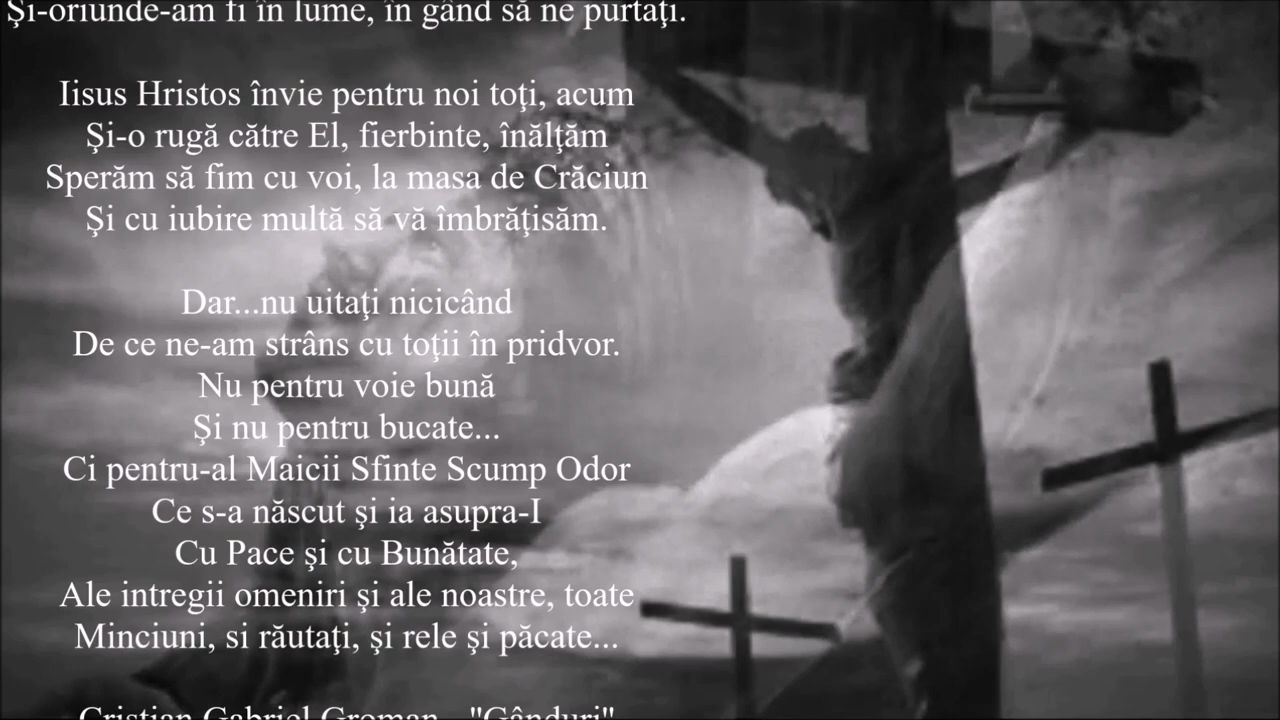 Şi-oriunde-am fi în lume, în gând să ne purtaţi.
Iisus Hristos învie pentru noi toţi, acum
Şi-o rugă către El, fierbinte, înălţăm
Sperăm să fim cu voi, la masa de Crăciun
Şi cu iubire multă să vă îmbrăţisăm.
Dar...nu uitaţi nicicând
De ce ne-am strâns cu toţii în pridvor.
Nu pentru voie bună
Şi nu pentru bucate...
Ci pentru-al Maicii Sfinte Scump Odor
Ce s-a născut şi ia asupra-I
Cu Pace şi cu Bunătate,
Ale intregii omeniri şi ale noastre, toate
Minciuni, si răutaţi, şi rele şi păcate...
Cristian Gabriel Groman - "Gânduri"